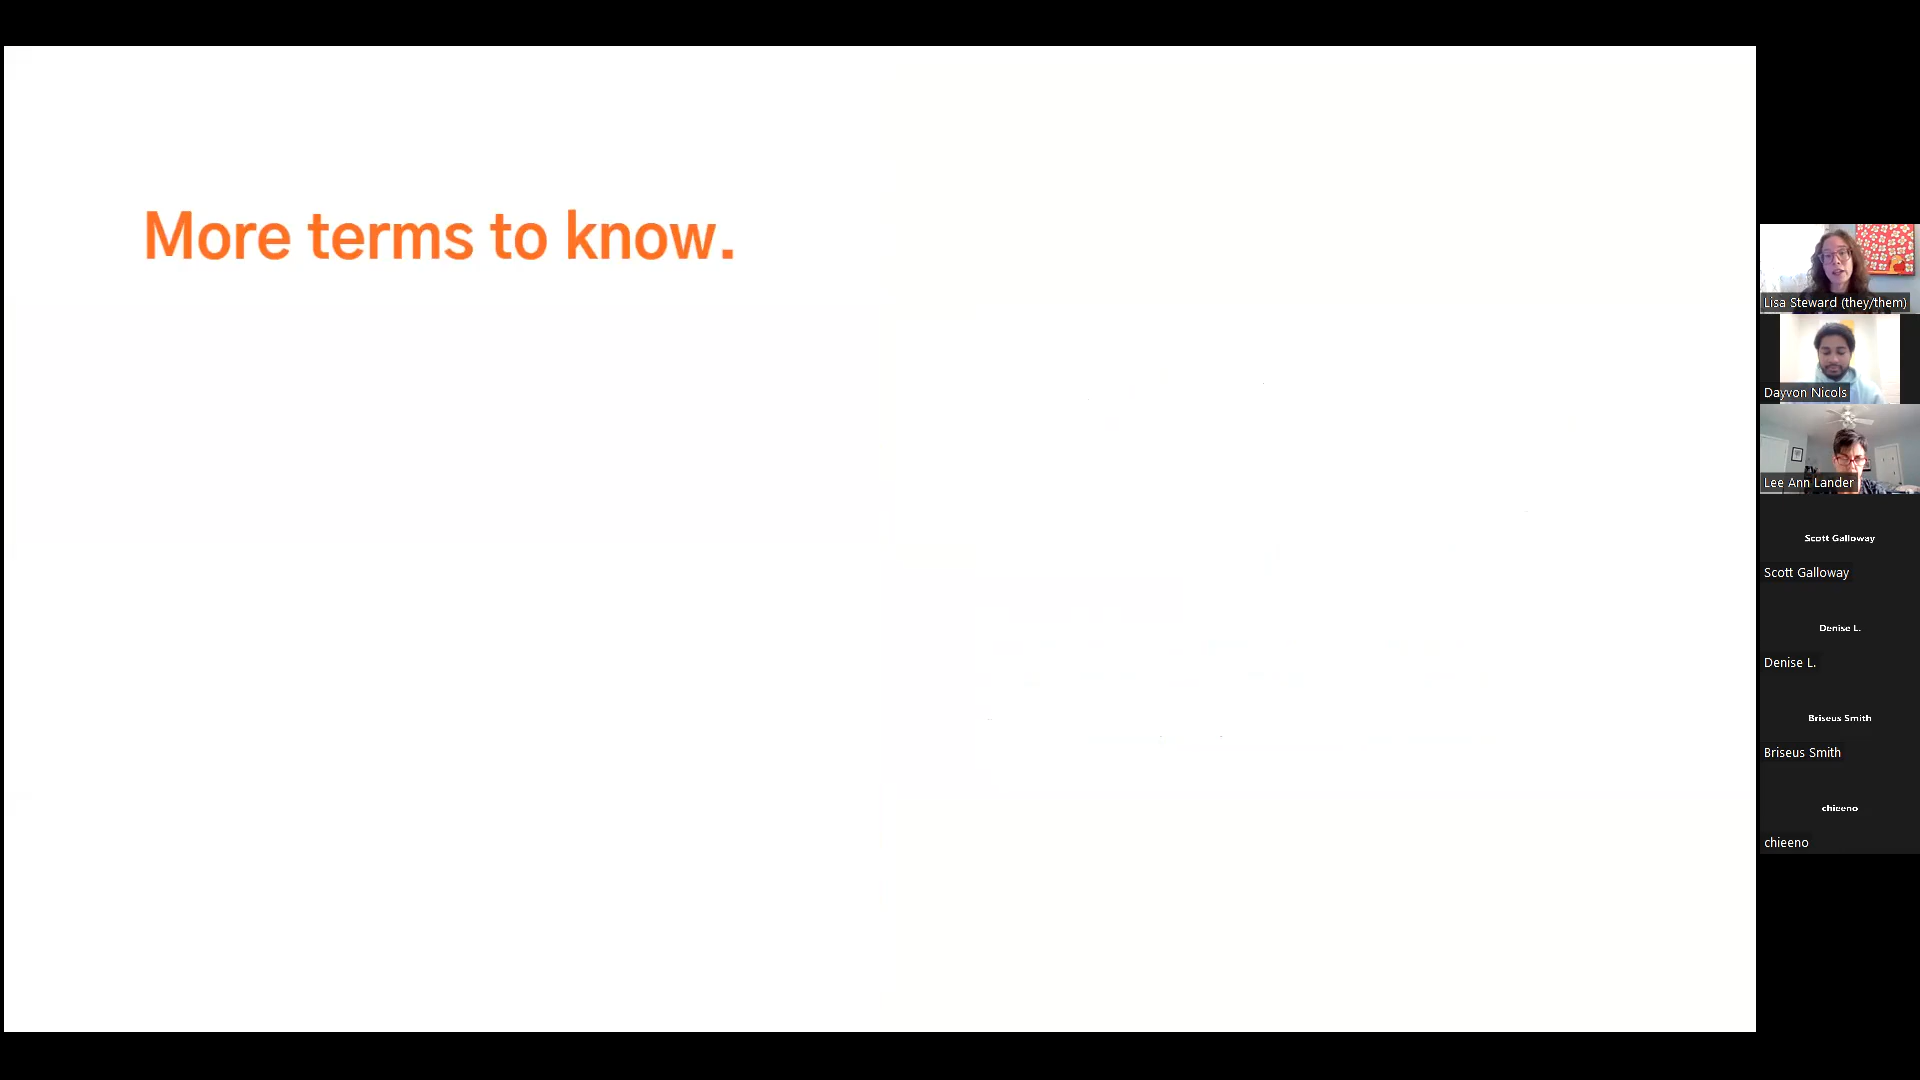 More terms to know.
Lisa Steward (they/them)
Dayvon Nicols
Lee Ann Lander
Scott Galloway
Scott Galloway
Denise L.
Denise L.
Briseus Smith
Briseus Smith
chieeno
chieeno